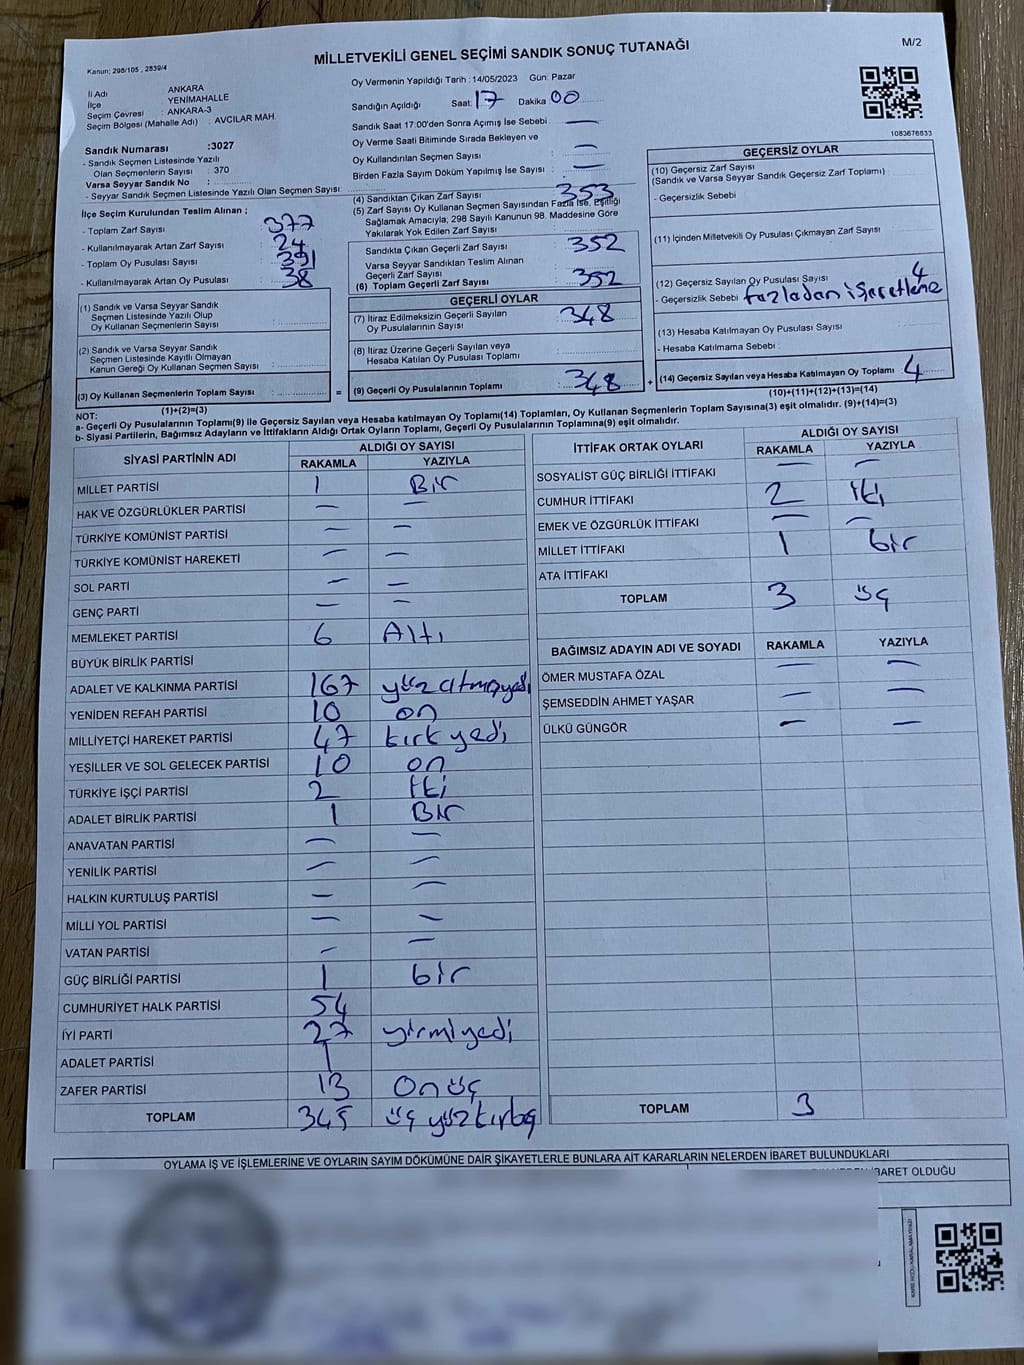 MİLLETVEKİLİ GENEL SEÇİMİ SANDIK SONUÇ TUTANAĞI
M/2
Kanun: 298/105 , 2839/4
İl Adı : ANKARA
İlçe : YENİMAHALLE
Seçim Çevresi : ANKARA-3
Seçim Bölgesi (Mahalle Adı) : AVCILAR MAH.
Oy Vermenin Yapıldığı Tarih : 14/05/2023 Gün: Pazar
Sandığın Açıldığı Saat: 17 Dakika 00
Sandık Saat 17:00'den Sonra Açılmış İse Sebebi : —
Oy Verme Saati Bitiminde Sırada Bekleyen ve
Oy Kullandırılan Seçmen Sayısı : —
Birden Fazla Sayım Döküm Yapılmış İse Sayısı : —
1083676833
Sandık Numarası :3027
- Sandık Seçmen Listesinde Yazılı
Olan Seçmenlerin Sayısı : 370
Varsa Seyyar Sandık No :
- Seyyar Sandık Seçmen Listesinde Yazılı Olan Seçmen Sayısı:
İlçe Seçim Kurulundan Teslim Alınan ;
- Toplam Zarf Sayısı : 377
- Kullanılmayarak Artan Zarf Sayısı : 24
- Toplam Oy Pusulası Sayısı : 391
- Kullanılmayarak Artan Oy Pusulası : 38
(1) Sandık ve Varsa Seyyar Sandık
Seçmen Listesinde Yazılı Olup
Oy Kullanan Seçmenlerin Sayısı :
(2) Sandık ve Varsa Seyyar Sandık
Seçmen Listesinde Kayıtlı Olmayan
Kanun Gereği Oy Kullanan Seçmen Sayısı :
(3) Oy Kullanan Seçmenlerin Toplam Sayısı :
(1)+(2)=(3)
(4) Sandıktan Çıkan Zarf Sayısı : 353
(5) Zarf Sayısı Oy Kullanan Seçmen Sayısından Fazla İse, Eşitliği
Sağlamak Amacıyla, 298 Sayılı Kanunun 98. Maddesine Göre
Yakılarak Yok Edilen Zarf Sayısı :
Sandıkta Çıkan Geçerli Zarf Sayısı : 352
Varsa Seyyar Sandıktan Teslim Alınan
Geçerli Zarf Sayısı :
(6) Toplam Geçerli Zarf Sayısı : 352
GEÇERLİ OYLAR
(7) İtiraz Edilmeksizin Geçerli Sayılan
Oy Pusulalarının Sayısı : 348
(8) İtiraz Üzerine Geçerli Sayılan veya
Hesaba Katılan Oy Pusulası Toplamı :
= (9) Geçerli Oy Pusulalarının Toplamı : 348
GEÇERSİZ OYLAR
(10) Geçersiz Zarf Sayısı
(Sandık ve Varsa Seyyar Sandık Geçersiz Zarf Toplamı) :
- Geçersizlik Sebebi :
(11) İçinden Milletvekili Oy Pusulası Çıkmayan Zarf Sayısı :
(12) Geçersiz Sayılan Oy Pusulası Sayısı : 4
- Geçersizlik Sebebi : fazladan işaretleme
(13) Hesaba Katılmayan Oy Pusulası Sayısı :
- Hesaba Katılmama Sebebi :
+ (14) Geçersiz Sayılan veya Hesaba Katılmayan Oy Toplamı : 4
(10)+(11)+(12)+(13)=(14)
NOT:
a- Geçerli Oy Pusulalarının Toplamı(9) ile Geçersiz Sayılan veya Hesaba katılmayan Oy Toplamı(14) Toplamları, Oy Kullanan Seçmenlerin Toplam Sayısına(3) eşit olmalıdır. (9)+(14)=(3)
b- Siyasi Partilerin, Bağımsız Adayların ve İttifakların Aldığı Ortak Oyların Toplamı, Geçerli Oy Pusulalarının Toplamına(9) eşit olmalıdır.
SİYASİ PARTİNİN ADI ALDIĞI OY SAYISI
RAKAMLA YAZIYLA
MİLLET PARTİSİ 1 Bir
HAK VE ÖZGÜRLÜKLER PARTİSİ — —
TÜRKİYE KOMÜNİST PARTİSİ — —
TÜRKİYE KOMÜNİST HAREKETİ — —
SOL PARTİ — —
GENÇ PARTİ — —
MEMLEKET PARTİSİ 6 Altı
BÜYÜK BİRLİK PARTİSİ
ADALET VE KALKINMA PARTİSİ 167 yüz atmışyedi
YENİDEN REFAH PARTİSİ 10 on
MİLLİYETÇİ HAREKET PARTİSİ 47 kırkyedi
YEŞİLLER VE SOL GELECEK PARTİSİ 10 on
TÜRKİYE İŞÇİ PARTİSİ 2 İki
ADALET BİRLİK PARTİSİ 1 Bir
ANAVATAN PARTİSİ — —
YENİLİK PARTİSİ — —
HALKIN KURTULUŞ PARTİSİ — —
MİLLİ YOL PARTİSİ — —
VATAN PARTİSİ — —
GÜÇ BİRLİĞİ PARTİSİ 1 bir
CUMHURİYET HALK PARTİSİ 54
İYİ PARTİ 27 yirmiyedi
ADALET PARTİSİ 1
ZAFER PARTİSİ 13 Onüç
TOPLAM 345 üç yüzkırbeş
İTTİFAK ORTAK OYLARI ALDIĞI OY SAYISI
RAKAMLA YAZIYLA
SOSYALİST GÜÇ BİRLİĞİ İTTİFAKI — —
CUMHUR İTTİFAKI 2 iki
EMEK VE ÖZGÜRLÜK İTTİFAKI — —
MİLLET İTTİFAKI 1 bir
ATA İTTİFAKI
TOPLAM 3 üç
BAĞIMSIZ ADAYIN ADI VE SOYADI RAKAMLA YAZIYLA
ÖMER MUSTAFA ÖZAL — —
ŞEMSEDDİN AHMET YAŞAR — —
ÜLKÜ GÜNGÖR — —
TOPLAM 3
OYLAMA İŞ VE İŞLEMLERİNE VE OYLARIN SAYIM DÖKÜMÜNE DAİR ŞİKAYETLERLE BUNLARA AİT KARARLARIN NELERDEN İBARET BULUNDUKLARI
İBARET OLDUĞU